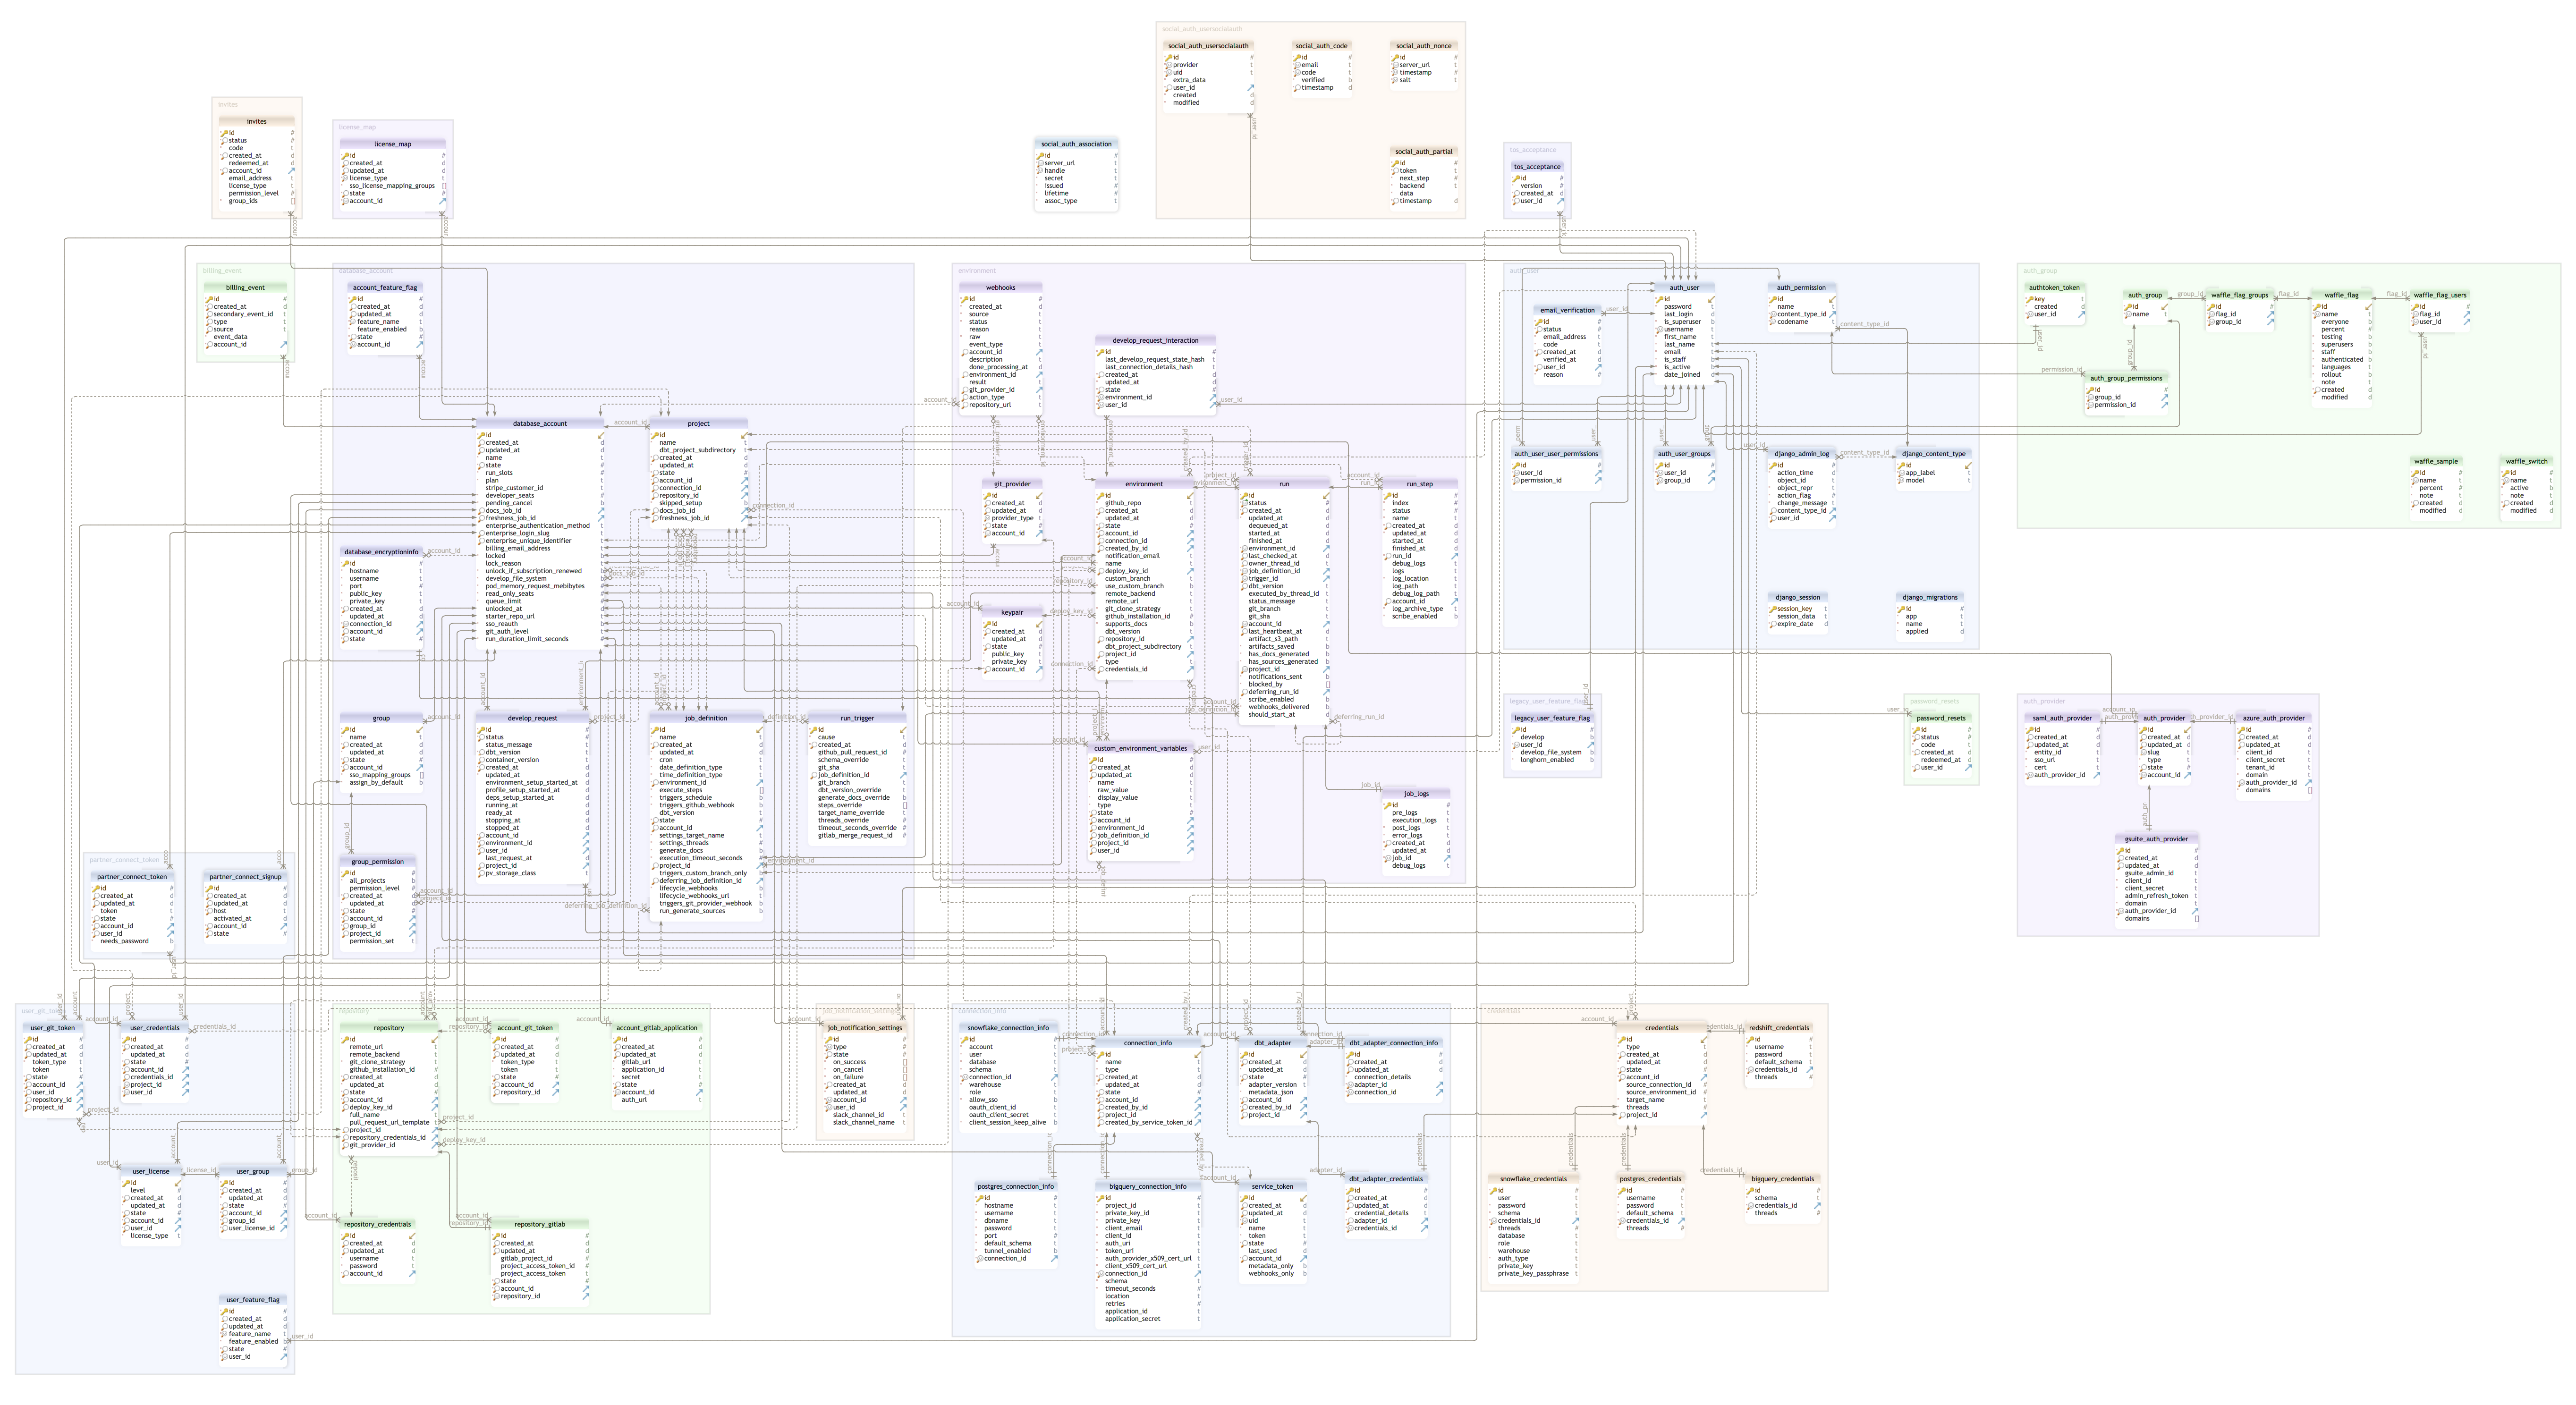 social_auth_usersocialauth
social_auth_usersocialauth
id #
provider t
uid t
extra_data t
user_id
created d
modified d
social_auth_code
id #
email t
code t
verified b
timestamp d
social_auth_nonce
id #
server_url t
timestamp #
salt t
social_auth_partial
id #
token t
next_step #
backend t
data t
timestamp d
invites
invites
id #
status #
code t
created_at d
redeemed_at d
account_id
email_address t
license_type t
permission_level #
group_ids []
license_map
license_map
id #
created_at d
updated_at d
license_type t
sso_license_mapping_groups []
state #
account_id
social_auth_association
id #
server_url t
handle t
secret t
issued #
lifetime #
assoc_type t
tos_acceptance
tos_acceptance
id #
version #
created_at d
user_id
billing_event
billing_event
id #
created_at d
secondary_event_id t
type t
source t
event_data t
account_id
database_account
account_feature_flag
id #
created_at d
updated_at d
feature_name t
feature_enabled b
state #
account_id
database_account
id
created_at d
updated_at d
name t
state #
run_slots #
plan t
stripe_customer_id t
developer_seats #
pending_cancel b
docs_job_id
freshness_job_id
enterprise_authentication_method t
enterprise_login_slug t
enterprise_unique_identifier t
billing_email_address t
locked b
lock_reason t
unlock_if_subscription_renewed b
develop_file_system b
pod_memory_request_mebibytes #
read_only_seats #
queue_limit #
unlocked_at d
starter_repo_url t
sso_reauth b
git_auth_level t
run_duration_limit_seconds #
project
id
name t
dbt_project_subdirectory t
created_at d
updated_at d
state #
account_id
connection_id
repository_id
skipped_setup b
docs_job_id
freshness_job_id
database_encryptioninfo
id #
hostname t
username t
port #
public_key t
private_key t
created_at d
updated_at d
connection_id
account_id
state #
group
id
name t
created_at d
updated_at d
state #
account_id
sso_mapping_groups []
assign_by_default b
group_permission
id #
all_projects b
permission_level #
created_at d
updated_at d
state #
account_id
group_id
project_id
permission_set t
develop_request
id #
status #
status_message t
dbt_version t
container_version t
created_at d
updated_at d
environment_setup_started_at d
profile_setup_started_at d
deps_setup_started_at d
running_at d
ready_at d
stopping_at d
stopped_at d
account_id
environment_id
user_id
last_request_at d
project_id
pv_storage_class t
job_definition
id
name t
created_at d
updated_at d
cron t
date_definition_type t
time_definition_type t
environment_id
execute_steps []
triggers_schedule b
triggers_github_webhook b
dbt_version t
state #
account_id
settings_target_name t
settings_threads #
generate_docs b
execution_timeout_seconds #
project_id
triggers_custom_branch_only b
deferring_job_definition_id
lifecycle_webhooks b
lifecycle_webhooks_url t
triggers_git_provider_webhook b
run_generate_sources b
run_trigger
id
cause t
created_at d
github_pull_request_id #
schema_override t
git_sha t
job_definition_id
git_branch t
dbt_version_override t
generate_docs_override b
steps_override []
target_name_override t
threads_override #
timeout_seconds_override #
gitlab_merge_request_id #
environment
webhooks
id #
created_at d
source t
status t
reason t
raw t
event_type t
account_id
description t
done_processing_at d
environment_id
result t
git_provider_id
action_type t
repository_url t
develop_request_interaction
id #
last_develop_request_state_hash t
last_connection_details_hash t
created_at d
updated_at d
state #
environment_id
user_id
git_provider
id
created_at d
updated_at d
provider_type t
state #
account_id
keypair
id
created_at d
updated_at d
state #
public_key t
private_key t
account_id
environment
id
github_repo t
created_at d
updated_at d
state #
account_id
connection_id
created_by_id
notification_email t
name t
deploy_key_id
custom_branch t
use_custom_branch b
remote_backend t
remote_url t
git_clone_strategy t
github_installation_id #
supports_docs b
dbt_version t
repository_id
dbt_project_subdirectory t
project_id
type t
credentials_id
run
id
status #
created_at d
updated_at d
dequeued_at d
started_at d
finished_at d
environment_id
last_checked_at d
owner_thread_id t
job_definition_id
trigger_id
dbt_version t
executed_by_thread_id t
status_message t
git_branch t
git_sha t
account_id
last_heartbeat_at d
artifact_s3_path t
artifacts_saved b
has_docs_generated b
has_sources_generated b
project_id
notifications_sent b
blocked_by []
deferring_run_id
scribe_enabled b
webhooks_delivered b
should_start_at d
run_step
id #
index #
status #
name t
created_at d
updated_at d
started_at d
finished_at d
run_id
debug_logs t
logs t
log_location t
log_path t
debug_log_path t
account_id
log_archive_type t
scribe_enabled b
custom_environment_variables
id #
created_at d
updated_at d
name t
raw_value t
display_value t
type t
state #
account_id
environment_id
job_definition_id
project_id
user_id
job_logs
id #
pre_logs t
execution_logs t
post_logs t
error_logs t
created_at d
updated_at d
job_id
debug_logs t
auth_user
auth_user
id
password t
last_login d
is_superuser b
username t
first_name t
last_name t
email t
is_staff b
is_active b
date_joined d
auth_permission
id
name t
content_type_id
codename t
email_verification
id #
status #
email_address t
code t
created_at d
verified_at d
user_id
reason #
auth_user_user_permissions
id #
user_id
permission_id
auth_user_groups
id #
user_id
group_id
django_admin_log
id #
action_time d
object_id t
object_repr t
action_flag #
change_message t
content_type_id
user_id
django_content_type
id
app_label t
model t
django_session
session_key t
session_data t
expire_date d
django_migrations
id #
app t
name t
applied d
auth_group
authtoken_token
key t
created d
user_id
auth_group
id
name t
waffle_flag_groups
id #
flag_id
group_id
waffle_flag
id
name t
everyone b
percent #
testing b
superusers b
staff b
authenticated b
languages t
rollout b
note t
created d
modified d
waffle_flag_users
id #
flag_id
user_id
auth_group_permissions
id #
group_id
permission_id
waffle_sample
id #
name t
percent #
note t
created d
modified d
waffle_switch
id #
name t
active b
note t
created d
modified d
legacy_user_feature_flag
legacy_user_feature_flag
id #
develop b
user_id
develop_file_system b
longhorn_enabled b
password_resets
password_resets
id #
status #
code t
created_at d
redeemed_at d
user_id
auth_provider
saml_auth_provider
id #
created_at d
updated_at d
entity_id t
sso_url t
cert t
auth_provider_id
auth_provider
id
created_at d
updated_at d
slug t
type t
state #
account_id
azure_auth_provider
id #
created_at d
updated_at d
client_id t
client_secret t
tenant_id t
domain t
auth_provider_id
domains []
gsuite_auth_provider
id #
created_at d
updated_at d
gsuite_admin_id t
client_id t
client_secret t
admin_refresh_token t
domain t
auth_provider_id
domains []
partner_connect_token
partner_connect_token
id #
created_at d
updated_at d
token t
state #
account_id
user_id
needs_password b
partner_connect_signup
id #
created_at d
updated_at d
host t
activated_at d
account_id
state #
user_git_token
user_git_token
id #
created_at d
updated_at d
token_type t
token t
state #
account_id
user_id
repository_id
project_id
user_credentials
id #
created_at d
updated_at d
state #
account_id
credentials_id
project_id
user_id
user_license
id
level #
created_at d
updated_at d
state #
account_id
user_id
license_type t
user_group
id #
created_at d
updated_at d
state #
account_id
group_id
user_license_id
user_feature_flag
id #
created_at d
updated_at d
feature_name t
feature_enabled b
state #
user_id
repository
repository
id
remote_url t
remote_backend t
git_clone_strategy t
github_installation_id #
created_at d
updated_at d
state #
account_id
deploy_key_id
full_name t
pull_request_url_template t
project_id
repository_credentials_id
git_provider_id
account_git_token
id #
created_at d
updated_at d
token_type t
token t
state #
account_id
repository_id
account_gitlab_application
id #
created_at d
updated_at d
gitlab_url t
application_id t
secret t
state #
account_id
auth_url t
repository_credentials
id
created_at d
updated_at d
username t
password t
account_id
repository_gitlab
id #
created_at d
updated_at d
gitlab_project_id #
project_access_token_id #
project_access_token t
state #
account_id
repository_id
job_notification_settings
job_notification_settings
id #
type #
state #
on_success []
on_cancel []
on_failure []
created_at d
updated_at d
account_id
user_id
slack_channel_id t
slack_channel_name t
connection_info
snowflake_connection_info
id #
account t
user t
database t
schema t
connection_id
warehouse t
role t
allow_sso b
oauth_client_id t
oauth_client_secret t
client_session_keep_alive b
connection_info
id
name t
type t
created_at d
updated_at d
state #
account_id
created_by_id
project_id
created_by_service_token_id
dbt_adapter
id
created_at d
updated_at d
state #
adapter_version t
metadata_json t
account_id
created_by_id
project_id
dbt_adapter_connection_info
id #
created_at d
updated_at d
connection_details t
adapter_id
connection_id
postgres_connection_info
id #
hostname t
username t
dbname t
password t
port #
default_schema t
tunnel_enabled b
connection_id
bigquery_connection_info
id #
project_id t
private_key_id t
private_key t
client_email t
client_id t
auth_uri t
token_uri t
auth_provider_x509_cert_url t
client_x509_cert_url t
connection_id
schema t
timeout_seconds #
location t
retries #
application_id t
application_secret t
service_token
id
created_at d
updated_at d
uid t
name t
token t
state #
last_used d
account_id
metadata_only b
webhooks_only b
dbt_adapter_credentials
id #
created_at d
updated_at d
credential_details t
adapter_id
credentials_id
credentials
credentials
id
type t
created_at d
updated_at d
state #
account_id
source_connection_id #
source_environment_id #
target_name t
threads #
project_id
redshift_credentials
id #
username t
password t
default_schema t
credentials_id
threads #
snowflake_credentials
id #
user t
password t
schema t
credentials_id
threads #
database t
role t
warehouse t
auth_type t
private_key t
private_key_passphrase t
postgres_credentials
id #
username t
password t
default_schema t
credentials_id
threads #
bigquery_credentials
id #
schema t
credentials_id
threads #